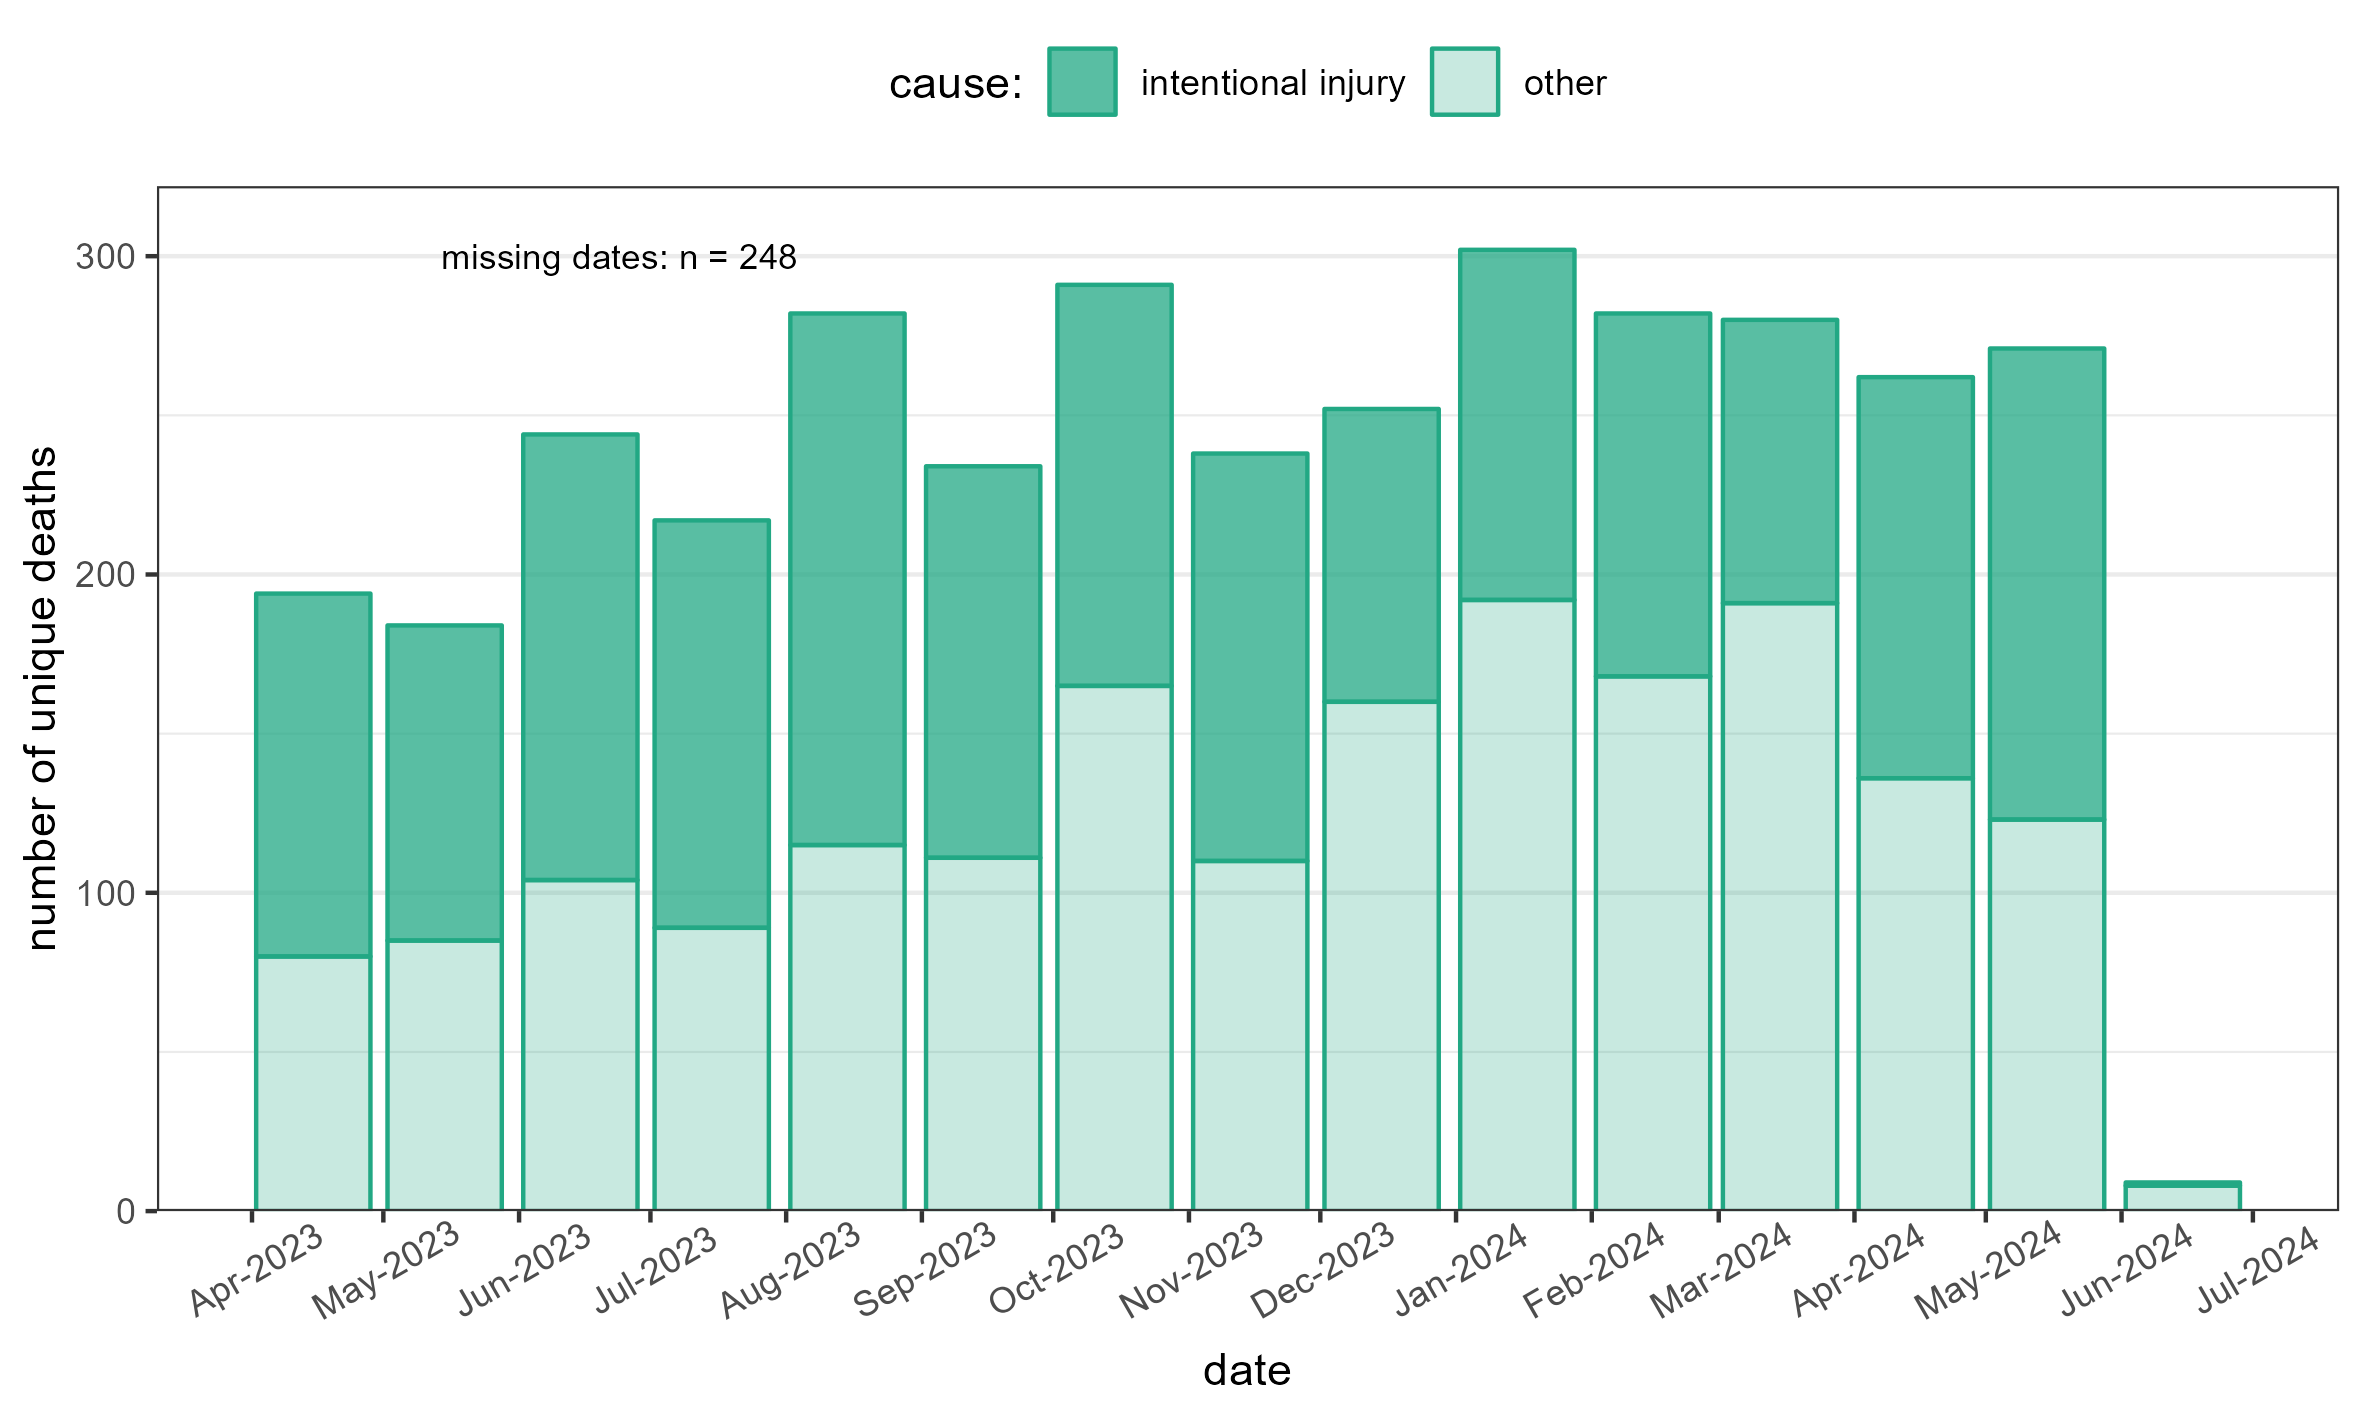 cause: intentional injury other
missing dates: n = 248
number of unique deaths
300
200
100
0
Apr-2023 May-2023 Jun-2023 Jul-2023 Aug-2023 Sep-2023 Oct-2023 Nov-2023 Dec-2023 Jan-2024 Feb-2024 Mar-2024 Apr-2024 May-2024 Jun-2024 Jul-2024
date